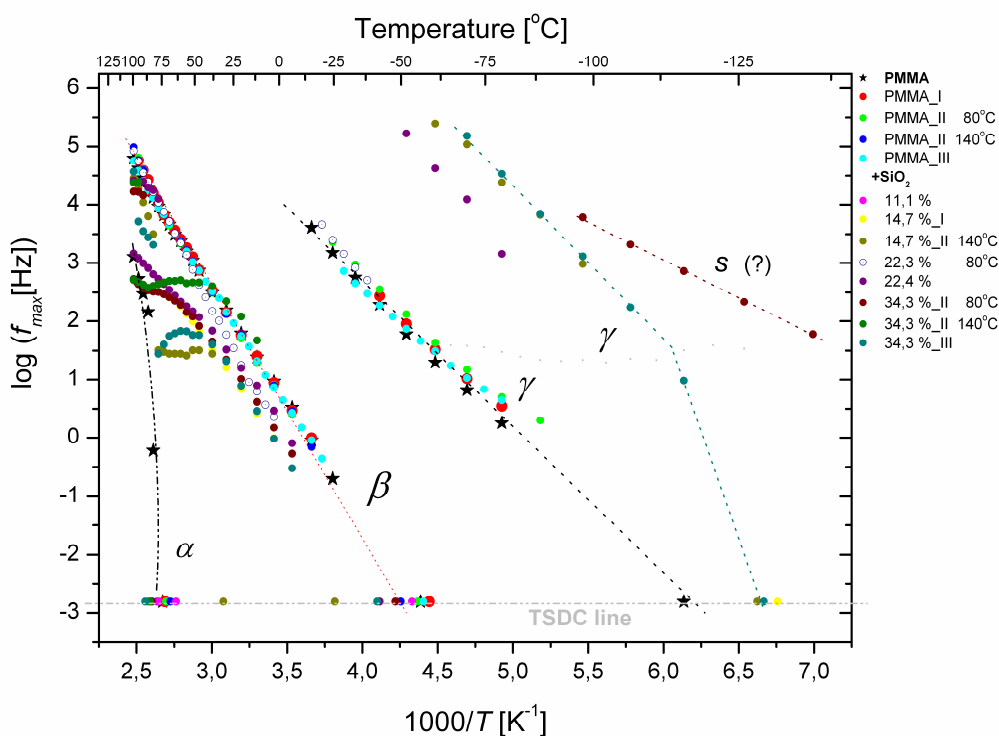 Temperature [°C]
125 100 75 50 25 0 -25 -50 -75 -100 -125
6
5
4
3
2
1
0
-1
-2
-3
log (f_max[Hz])
2,5 3,0 3,5 4,0 4,5 5,0 5,5 6,0 6,5 7,0
1000/T [K⁻¹]
α
β
γ
γ
s (?)
TSDC line
PMMA
PMMA_I
PMMA_II 80°C
PMMA_II 140°C
PMMA_III
+SiO₂
11,1 %
14,7 %_I
14,7 %_II 140°C
22,3 % 80°C
22,4 %
34,3 %_II 80°C
34,3 %_II 140°C
34,3 %_III